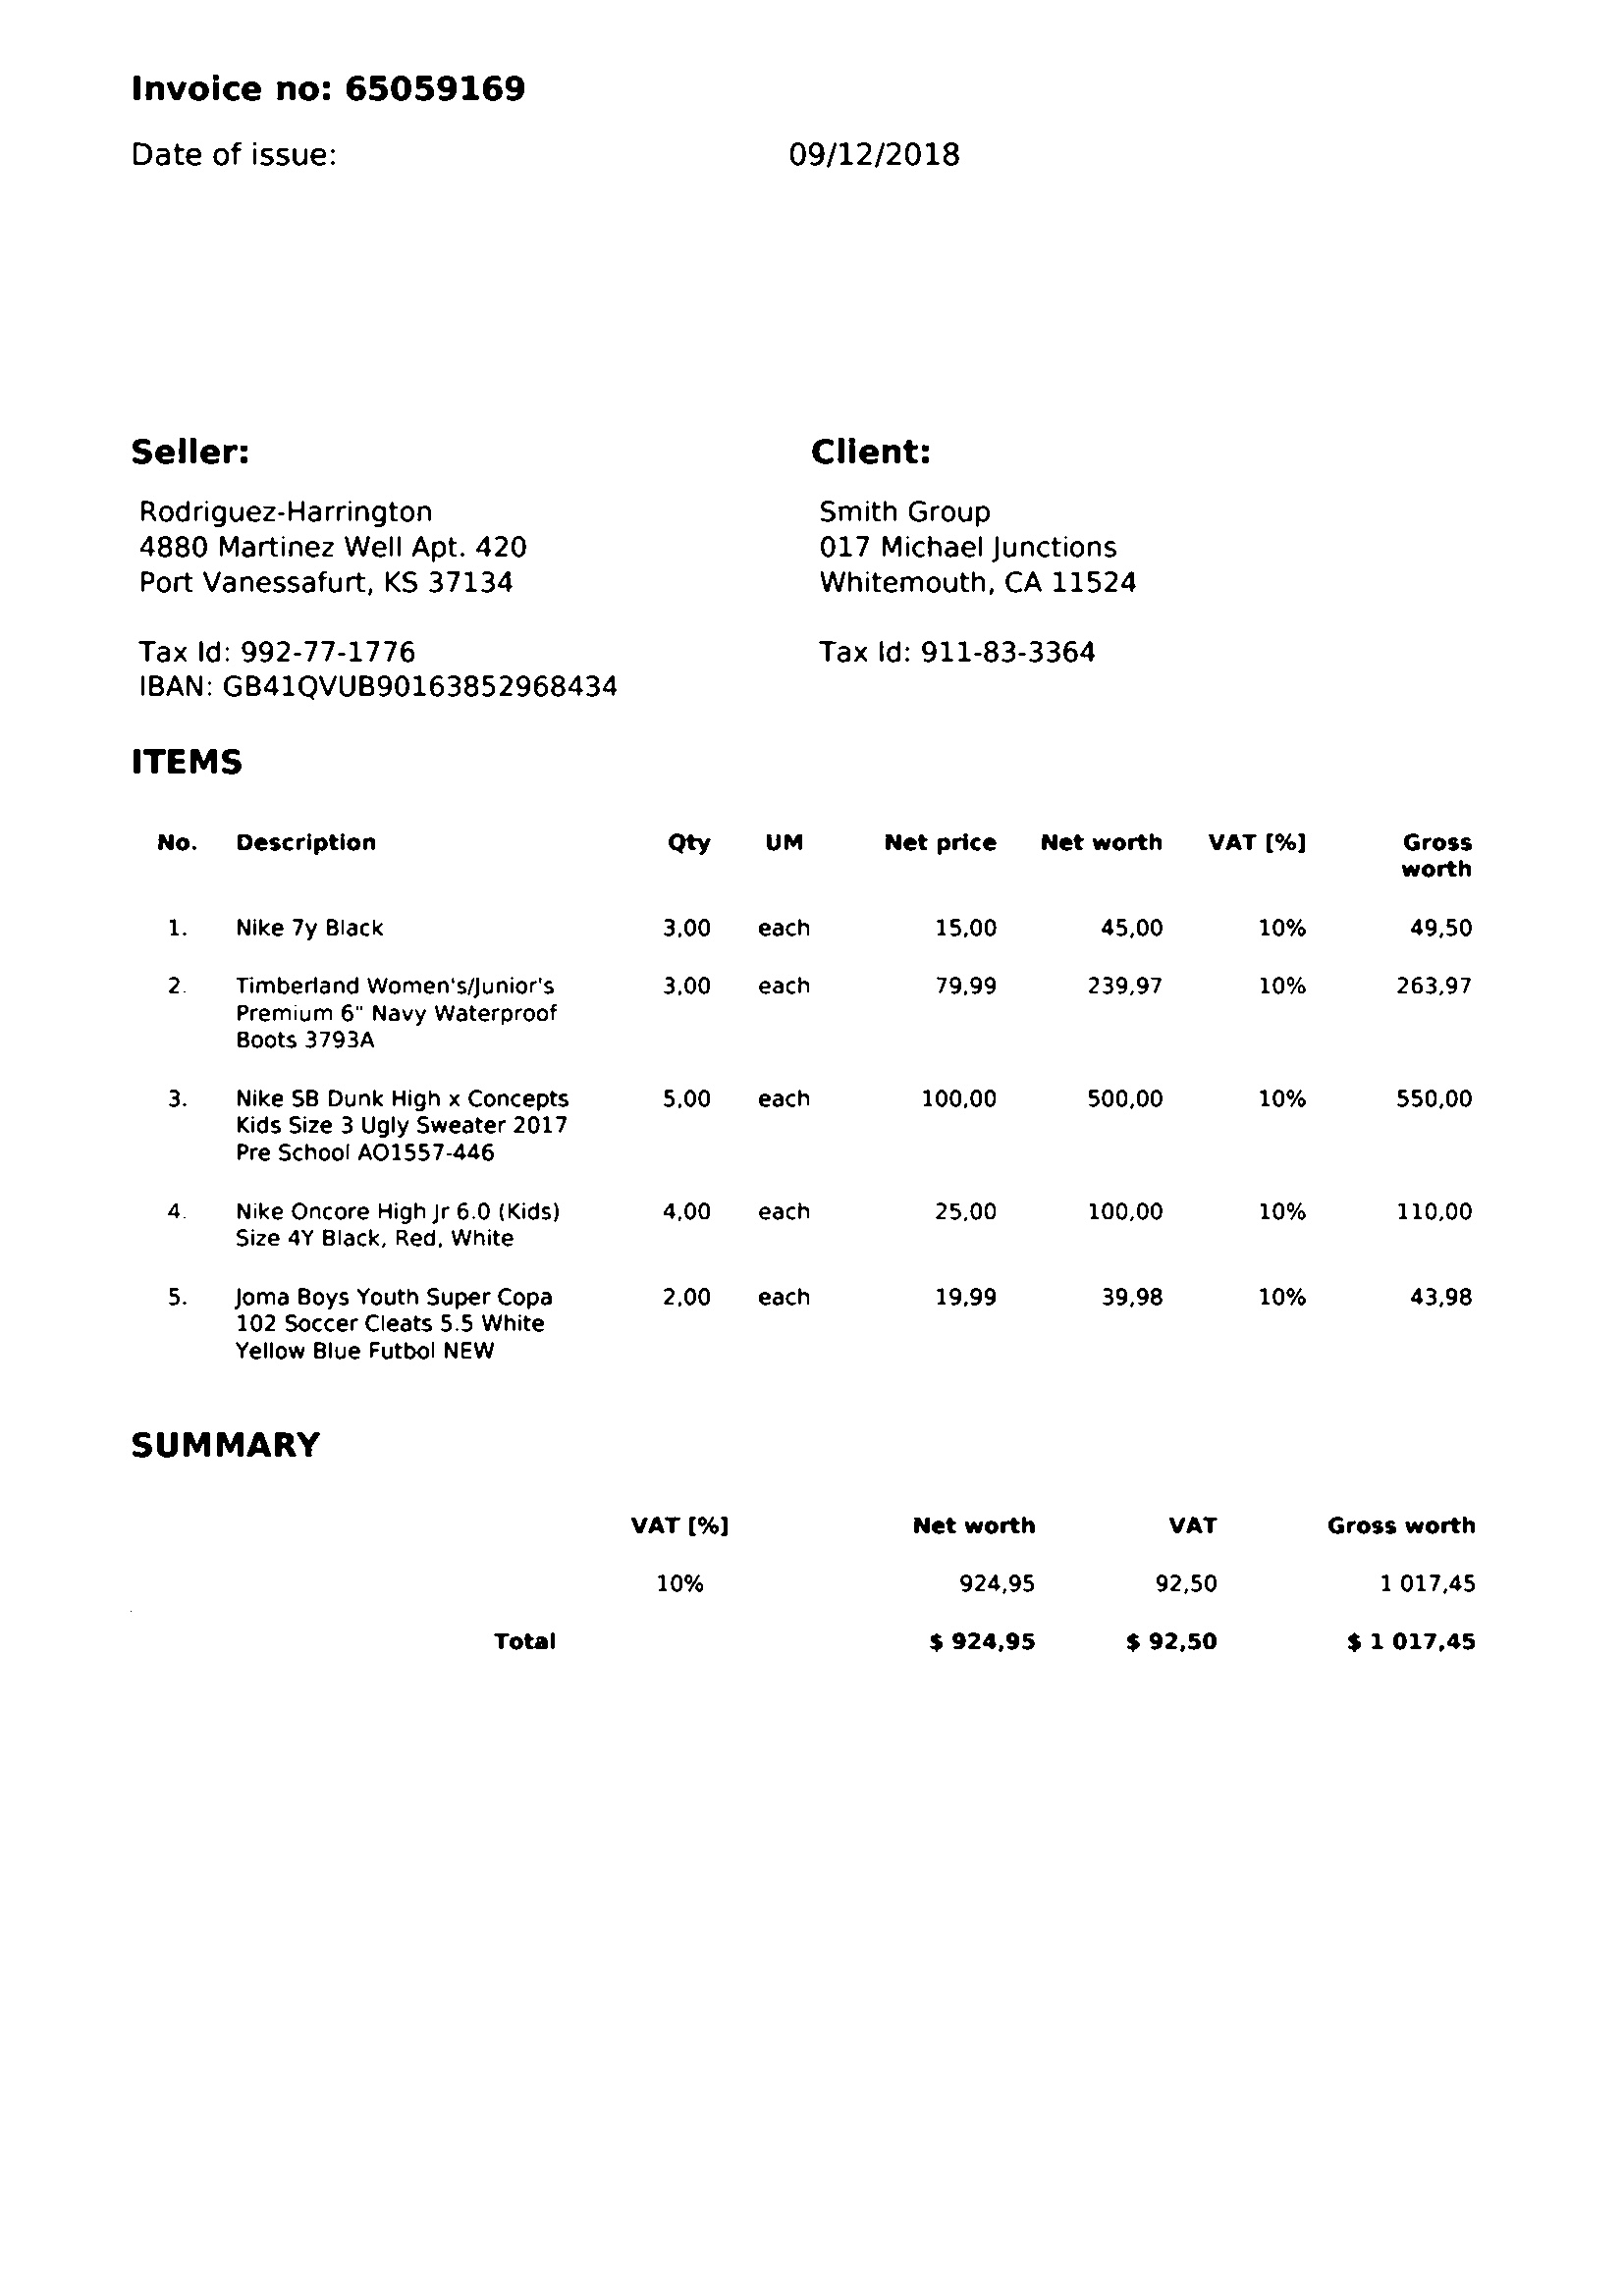 Invoice no: 65059169
Date of issue: 09/12/2018
Seller: Client:
Rodriguez-Harrington Smith Group
4880 Martinez Well Apt. 420 017 Michael Junctions
Port Vanessafurt, KS 37134 Whitemouth, CA 11524
Tax Id: 992-77-1776 Tax Id: 911-83-3364
IBAN: GB41QVUB90163852968434
ITEMS
No. Description Qty UM Net price Net worth VAT [%] Gross
worth
1. Nike 7y Black 3,00 each 15,00 45,00 10% 49,50
2. Timberland Women's/Junior's 3,00 each 79,99 239,97 10% 263,97
Premium 6" Navy Waterproof
Boots 3793A
3. Nike SB Dunk High x Concepts 5,00 each 100,00 500,00 10% 550,00
Kids Size 3 Ugly Sweater 2017
Pre School AO1557-446
4. Nike Oncore High Jr 6.0 (Kids) 4,00 each 25,00 100,00 10% 110,00
Size 4Y Black, Red, White
5. Joma Boys Youth Super Copa 2,00 each 19,99 39,98 10% 43,98
102 Soccer Cleats 5.5 White
Yellow Blue Futbol NEW
SUMMARY
VAT [%] Net worth VAT Gross worth
10% 924,95 92,50 1 017,45
Total $ 924,95 $ 92,50 $ 1 017,45